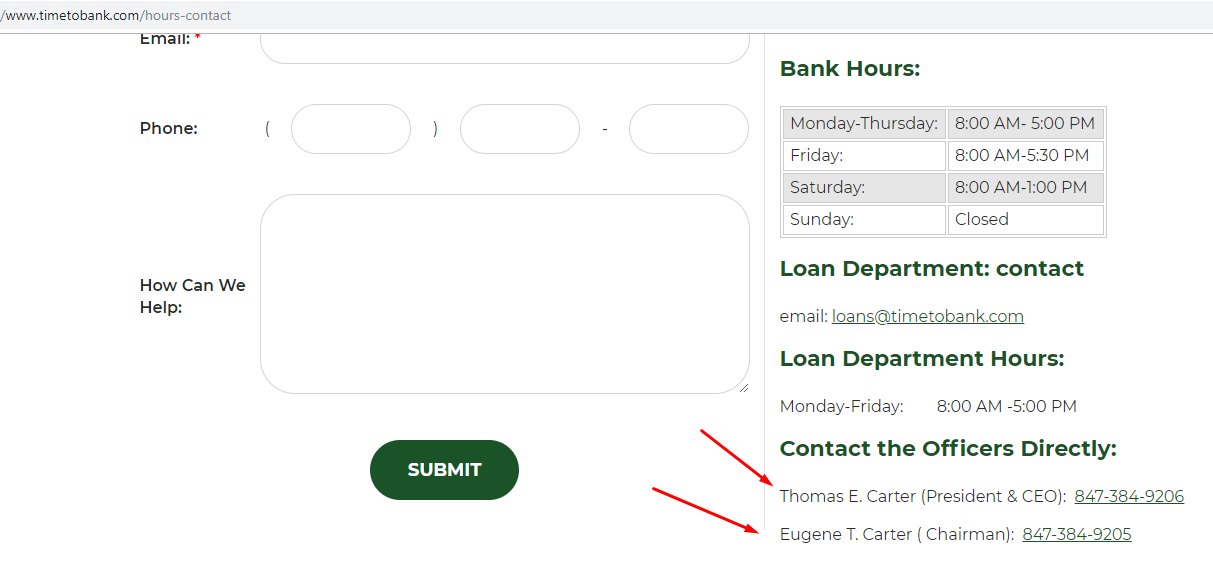 /www.timetobank.com/hours-contact
Email: *
Phone:
( ) -
How Can We
Help:
SUBMIT
Bank Hours:
Monday-Thursday: 8:00 AM- 5:00 PM
Friday: 8:00 AM-5:30 PM
Saturday: 8:00 AM-1:00 PM
Sunday: Closed
Loan Department: contact
email: loans@timetobank.com
Loan Department Hours:
Monday-Friday: 8:00 AM -5:00 PM
Contact the Officers Directly:
Thomas E. Carter (President & CEO): 847-384-9206
Eugene T. Carter ( Chairman): 847-384-9205